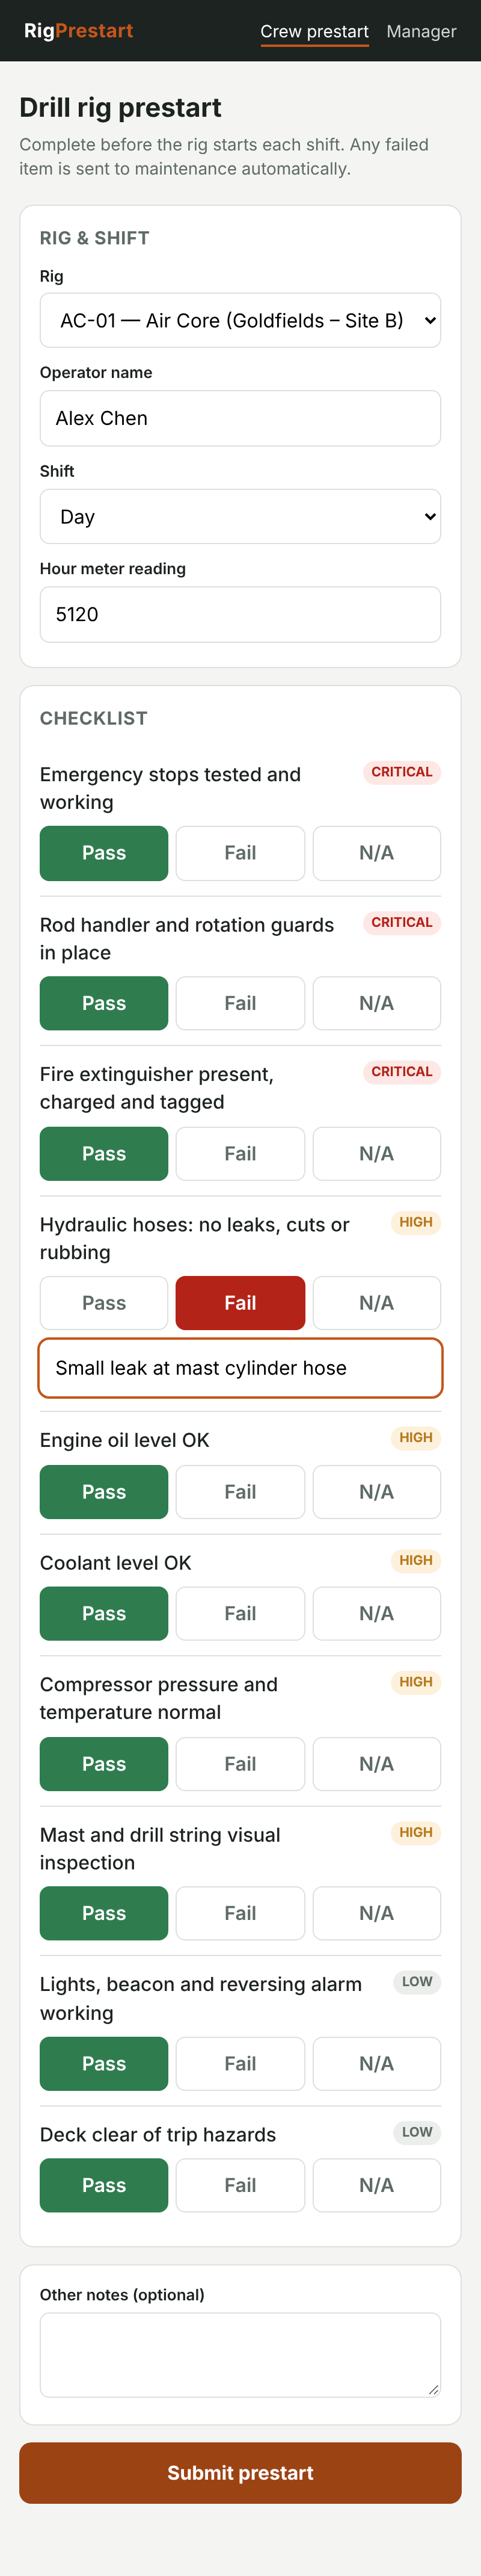 RigPrestart
Crew prestart
Manager
Drill rig prestart
Complete before the rig starts each shift. Any failed
item is sent to maintenance automatically.
RIG & SHIFT
Rig
AC-01 — Air Core (Goldfields – Site B)
Operator name
Alex Chen
Shift
Day
Hour meter reading
5120
CHECKLIST
Emergency stops tested and
working
CRITICAL
Pass
Fail
N/A
Rod handler and rotation guards
in place
CRITICAL
Pass
Fail
N/A
Fire extinguisher present,
charged and tagged
CRITICAL
Pass
Fail
N/A
Hydraulic hoses: no leaks, cuts or
rubbing
HIGH
Pass
Fail
N/A
Small leak at mast cylinder hose
Engine oil level OK
HIGH
Pass
Fail
N/A
Coolant level OK
HIGH
Pass
Fail
N/A
Compressor pressure and
temperature normal
HIGH
Pass
Fail
N/A
Mast and drill string visual
inspection
HIGH
Pass
Fail
N/A
Lights, beacon and reversing alarm
working
LOW
Pass
Fail
N/A
Deck clear of trip hazards
LOW
Pass
Fail
N/A
Other notes (optional)
Submit prestart